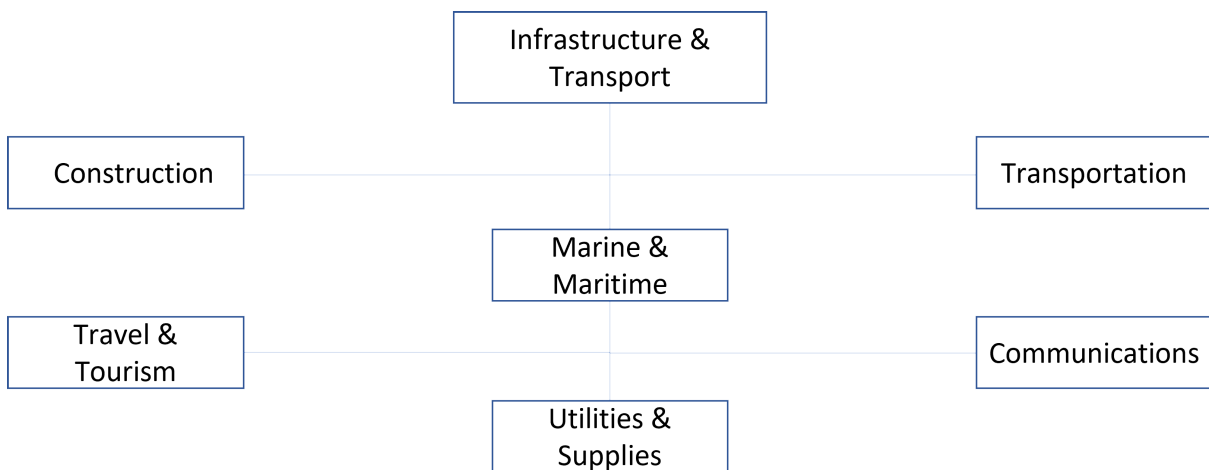 Infrastructure &
Transport
Construction
Transportation
Marine &
Maritime
Travel &
Tourism
Communications
Utilities &
Supplies